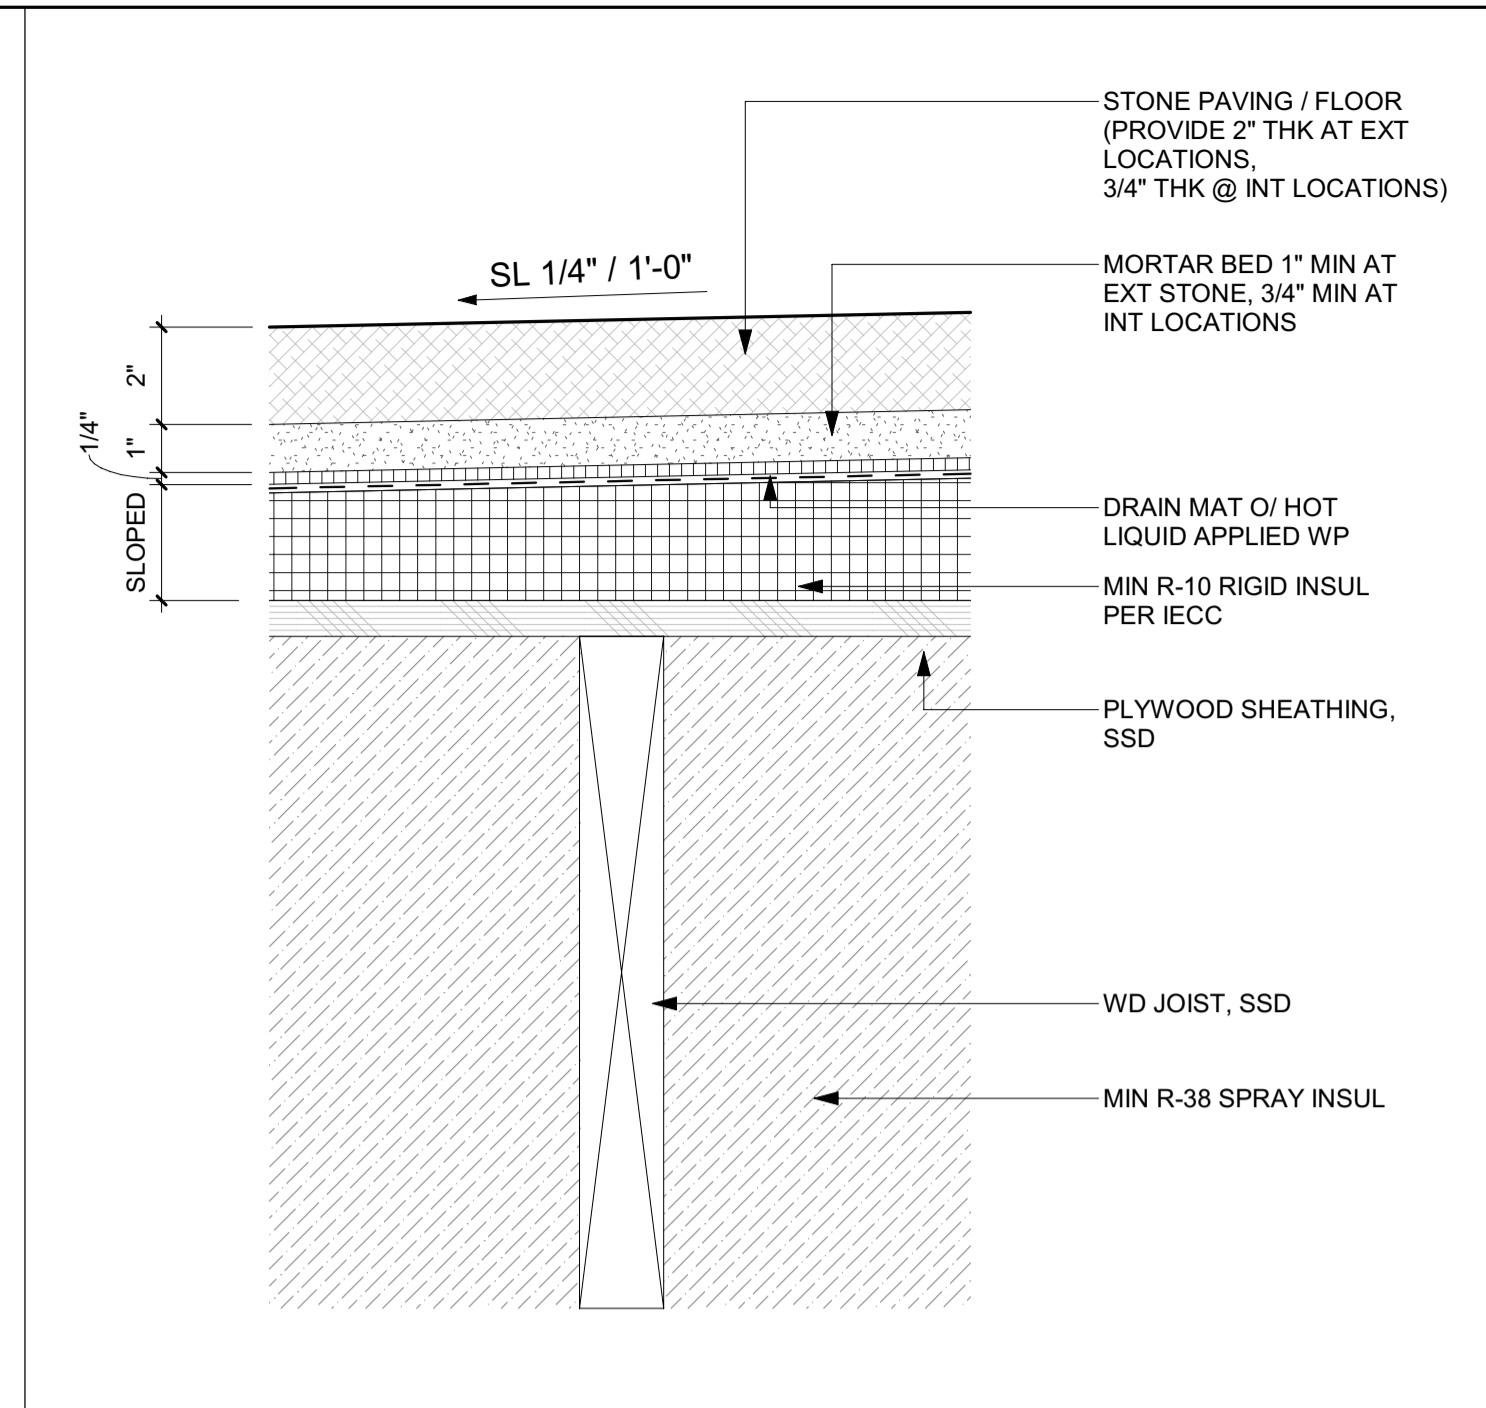 STONE PAVING / FLOOR
(PROVIDE 2" THK AT EXT
LOCATIONS,
3/4" THK @ INT LOCATIONS)
SL 1/4" / 1'-0"
MORTAR BED 1" MIN AT
EXT STONE, 3/4" MIN AT
INT LOCATIONS
2"
1/4"
1"
SLOPED
DRAIN MAT O/ HOT
LIQUID APPLIED WP
MIN R-10 RIGID INSUL
PER IECC
PLYWOOD SHEATHING,
SSD
WD JOIST, SSD
MIN R-38 SPRAY INSUL